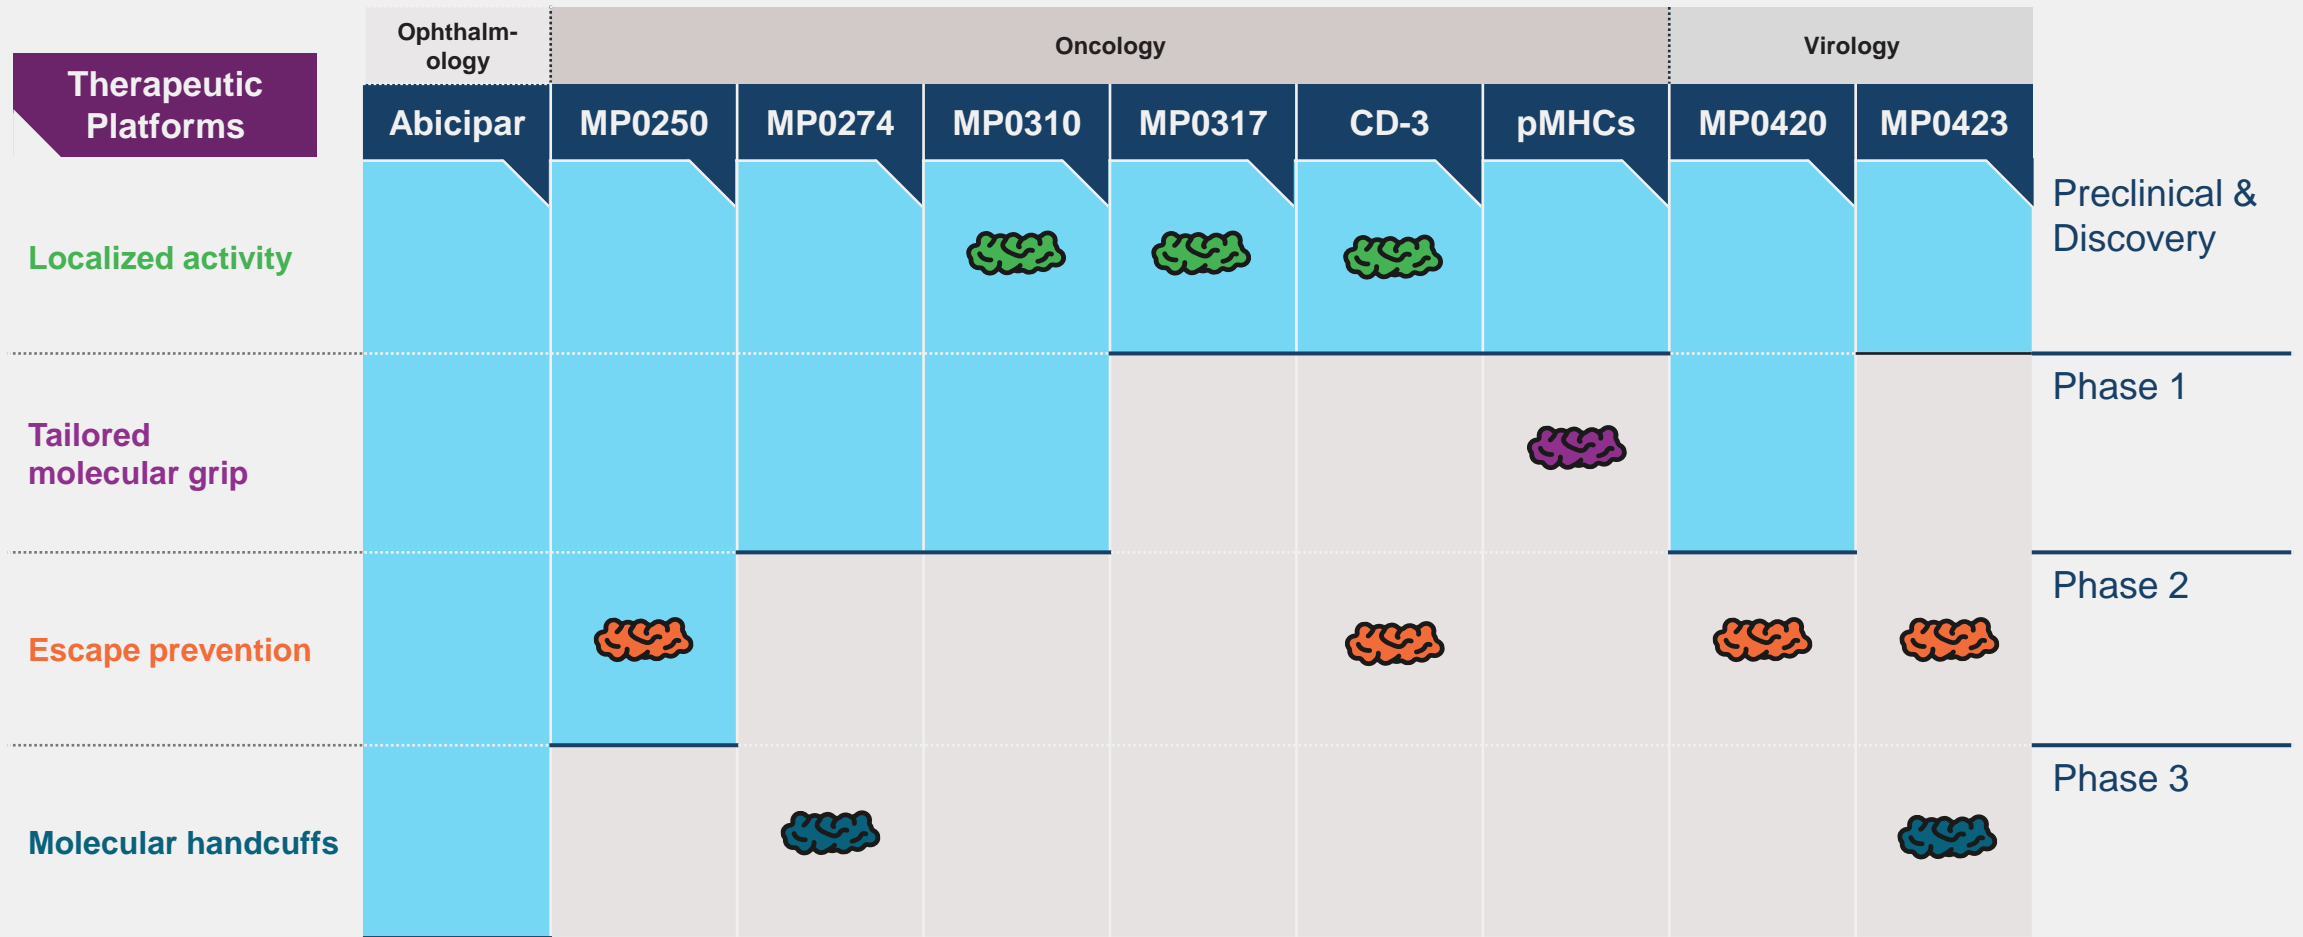 Ophthalm-
ology
Oncology
Virology
Therapeutic
Platforms
Abicipar
MP0250
MP0274
MP0310
MP0317
CD-3
pMHCs
MP0420
MP0423
Localized activity
Preclinical &
Discovery
Tailored
molecular grip
Phase 1
Escape prevention
Phase 2
Molecular handcuffs
Phase 3